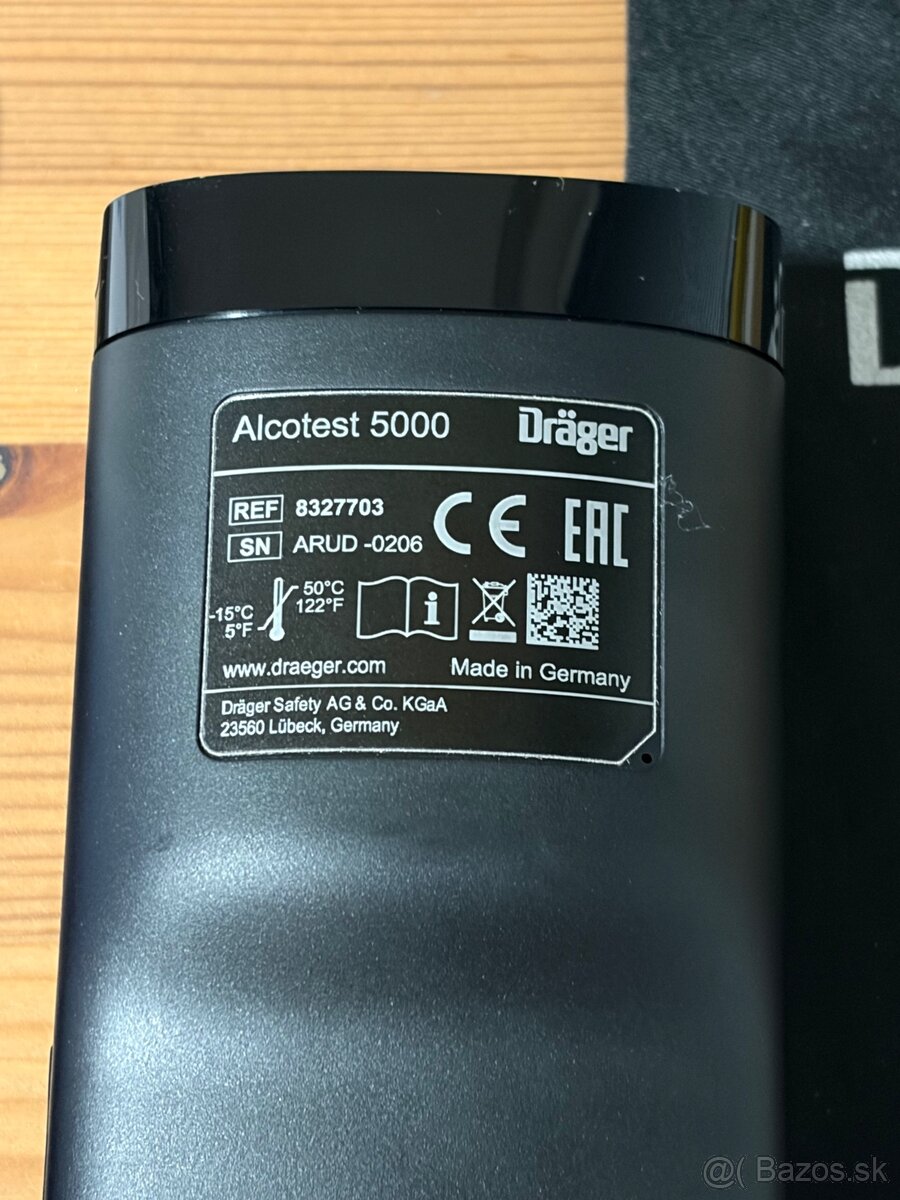 Alcotest 5000 Dräger
REF 8327703
SN ARUD -0206
CE EAC
-15°C
5°F
50°C
122°F
i
www.draeger.com Made in Germany
Dräger Safety AG & Co. KGaA
23560 Lübeck, Germany
@( Bazos.sk